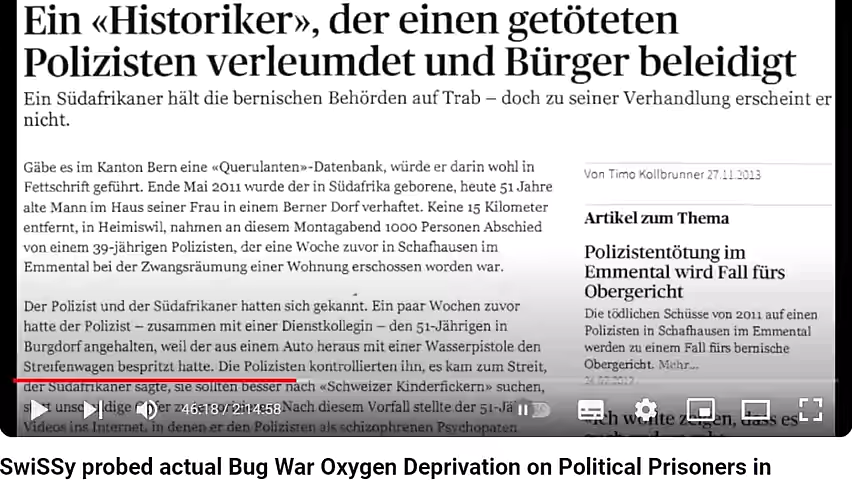 Ein «Historiker», der einen getöteten
Polizisten verleumdet und Bürger beleidigt
Ein Südafrikaner hält die bernischen Behörden auf Trab – doch zu seiner Verhandlung erscheint er
nicht.
Gäbe es im Kanton Bern eine «Querulanten»-Datenbank, würde er darin wohl in
Fettschrift geführt. Ende Mai 2011 wurde der in Südafrika geborene, heute 51 Jahre
alte Mann im Haus seiner Frau in einem Berner Dorf verhaftet. Keine 15 Kilometer
entfernt, in Heimiswil, nahmen an diesem Montagabend 1000 Personen Abschied
von einem 39-jährigen Polizisten, der eine Woche zuvor in Schafhausen im
Emmental bei der Zwangsräumung einer Wohnung erschossen worden war.
Der Polizist und der Südafrikaner hatten sich gekannt. Ein paar Wochen zuvor
hatte der Polizist – zusammen mit einer Dienstkollegin – den 51-Jährigen in
Burgdorf angehalten, weil der aus einem Auto heraus mit einer Wasserpistole den
Streifenwagen bespritzt hatte. Die Polizisten kontrollierten ihn, es kam zum Streit,
der Südafrikaner sagte, sie sollten besser nach «Schweizer Kinderfickern» suchen,
Nach diesem Vorfall stellte der
Videos ins Internet, in denen er den Polizisten als schizophrenen Psychopaten
Von Timo Kollbrunner 27.11.2013
Artikel zum Thema
Polizistentötung im
Emmental wird Fall fürs
Obergericht
Die tödlichen Schüsse von 2011 auf einen
Polizisten in Schafhausen im Emmental
werden zu einem Fall fürs bernische
Obergericht. Mehr...
«Ich wollte zeigen, dass es
46:18 / 2:14:58
SwiSSy probed actual Bug War Oxygen Deprivation on Political Prisoners in